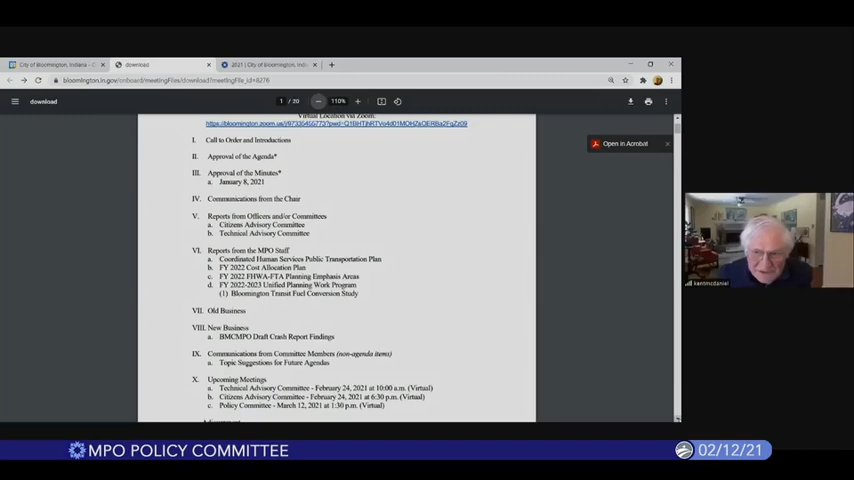 City of Bloomington, Indiana - C
download
2021 | City of Bloomington, India
bloomington.in.gov/onboard/meetingFiles/download?meetingFile_id=8276
download
1 / 20
110%
Virtual Location via Zoom:
Open in Acrobat
I. Call to Order and Introductions
II. Approval of the Agenda*
III. Approval of the Minutes*
a. January 8, 2021
IV. Communications from the Chair
V. Reports from Officers and/or Committees
a. Citizens Advisory Committee
b. Technical Advisory Committee
VI. Reports from the MPO Staff
a. Coordinated Human Services Public Transportation Plan
b. FY 2022 Cost Allocation Plan
c. FY 2022 FHWA-FTA Planning Emphasis Areas
d. FY 2022-2023 Unified Planning Work Program
(1) Bloomington Transit Fuel Conversion Study
VII. Old Business
VIII. New Business
a. BMCMPO Draft Crash Report Findings
IX. Communications from Committee Members (non-agenda items)
a. Topic Suggestions for Future Agendas
X. Upcoming Meetings
a. Technical Advisory Committee - February 24, 2021 at 10:00 a.m. (Virtual)
b. Citizens Advisory Committee - February 24, 2021 at 6:30 p.m. (Virtual)
c. Policy Committee - March 12, 2021 at 1:30 p.m. (Virtual)
kentmcdaniel
MPO POLICY COMMITTEE
02/12/21